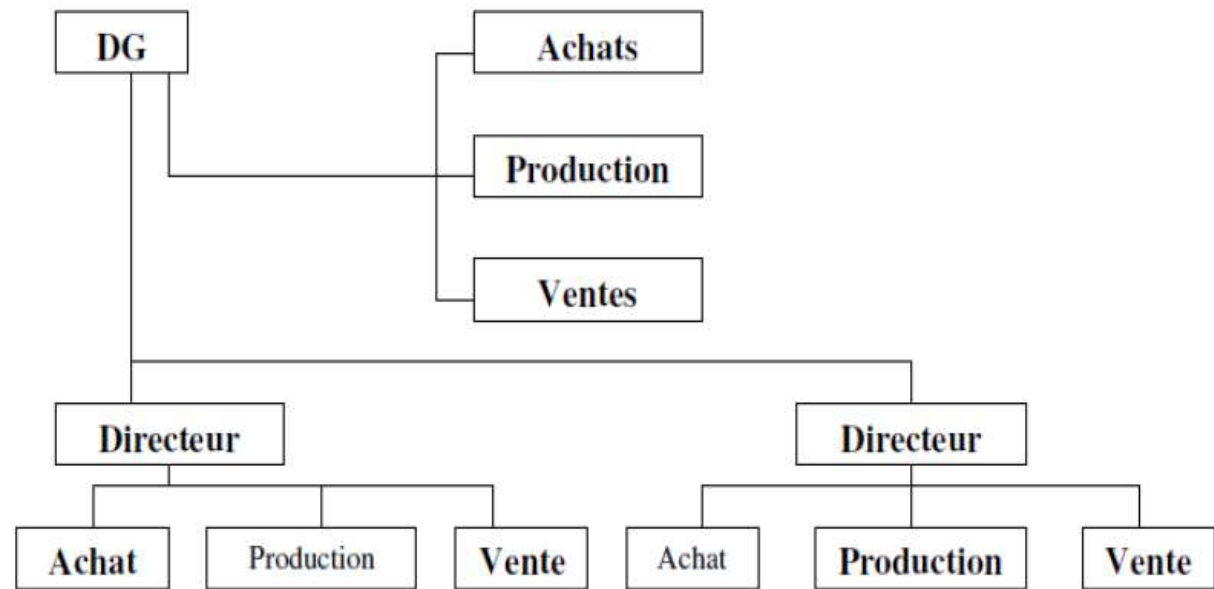 DG
Achats
Production
Ventes
Directeur
Directeur
Achat
Production
Vente
Achat
Production
Vente